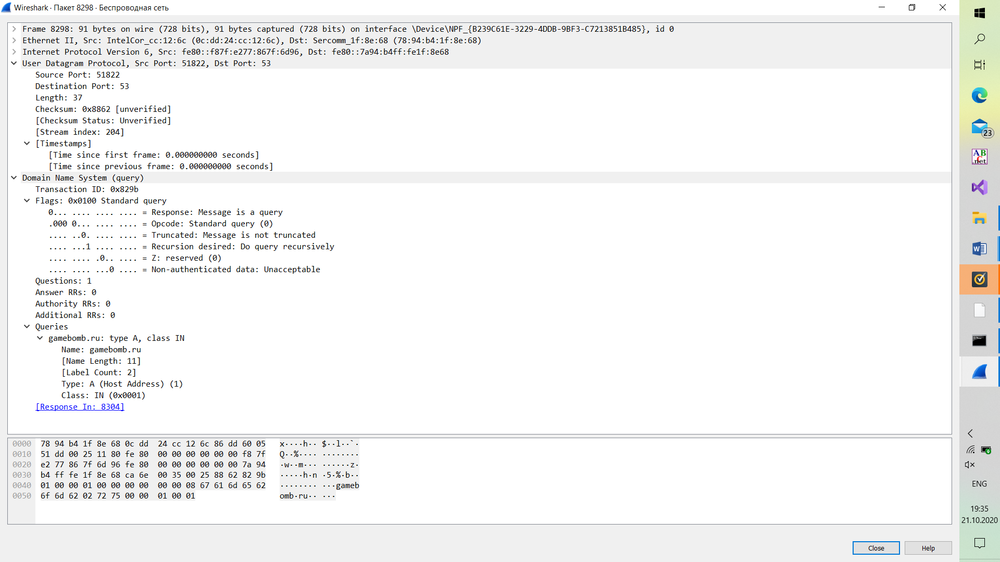 Wireshark · Пакет 8298 · Беспроводная сеть
Frame 8298: 91 bytes on wire (728 bits), 91 bytes captured (728 bits) on interface \Device\NPF_{B239C61E-3229-4DDB-9BF3-C7213851B485}, id 0
Ethernet II, Src: IntelCor_cc:12:6c (0c:dd:24:cc:12:6c), Dst: Sercomm_1f:8e:68 (78:94:b4:1f:8e:68)
Internet Protocol Version 6, Src: fe80::f87f:e277:867f:6d96, Dst: fe80::7a94:b4ff:fe1f:8e68
User Datagram Protocol, Src Port: 51822, Dst Port: 53
Source Port: 51822
Destination Port: 53
Length: 37
Checksum: 0x8862 [unverified]
[Checksum Status: Unverified]
[Stream index: 204]
[Timestamps]
[Time since first frame: 0.000000000 seconds]
[Time since previous frame: 0.000000000 seconds]
Domain Name System (query)
Transaction ID: 0x829b
Flags: 0x0100 Standard query
0... .... .... .... = Response: Message is a query
.000 0... .... .... = Opcode: Standard query (0)
.... ..0. .... .... = Truncated: Message is not truncated
.... ...1 .... .... = Recursion desired: Do query recursively
.... .... .0.. .... = Z: reserved (0)
.... .... ...0 .... = Non-authenticated data: Unacceptable
Questions: 1
Answer RRs: 0
Authority RRs: 0
Additional RRs: 0
Queries
gamebomb.ru: type A, class IN
Name: gamebomb.ru
[Name Length: 11]
[Label Count: 2]
Type: A (Host Address) (1)
Class: IN (0x0001)
[Response In: 8304]
0000 78 94 b4 1f 8e 68 0c dd 24 cc 12 6c 86 dd 60 05 x····h·· $··l··`·
0010 51 dd 00 25 11 80 fe 80 00 00 00 00 00 00 f8 7f Q··%···· ········
0020 e2 77 86 7f 6d 96 fe 80 00 00 00 00 00 00 7a 94 ·w··m··· ······z·
0030 b4 ff fe 1f 8e 68 ca 6e 00 35 00 25 88 62 82 9b ·····h·n ·5·%·b··
0040 01 00 00 01 00 00 00 00 00 00 08 67 61 6d 65 62 ········ ···gameb
0050 6f 6d 62 02 72 75 00 00 01 00 01 omb·ru·· ···
Close
Help
23
AB
C
.net
W
ENG
19:35
21.10.2020